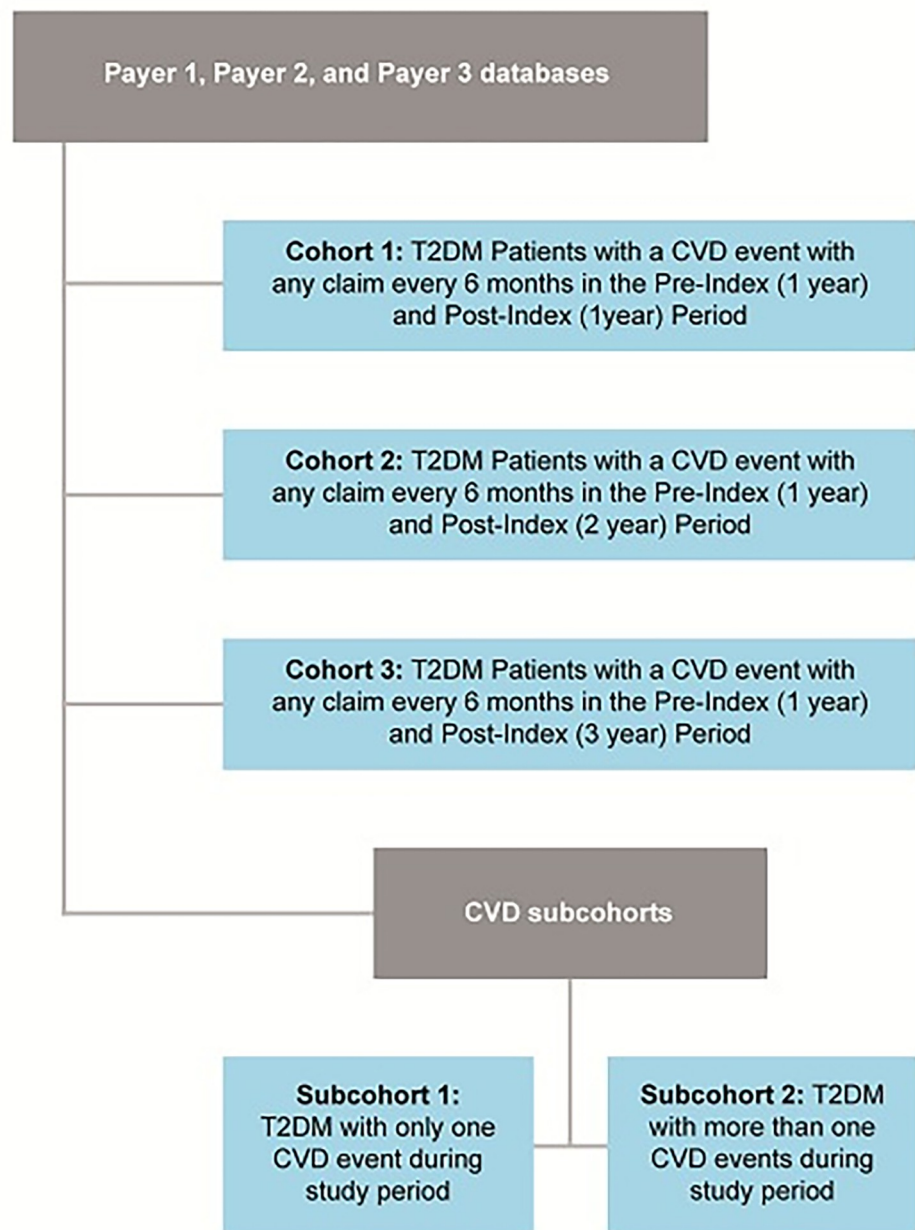 Payer 1, Payer 2, and Payer 3 databases
Cohort 1: T2DM Patients with a CVD event with
any claim every 6 months in the Pre-Index (1 year)
and Post-Index (1year) Period
Cohort 2: T2DM Patients with a CVD event with
any claim every 6 months in the Pre-Index (1 year)
and Post-Index (2 year) Period
Cohort 3: T2DM Patients with a CVD event with
any claim every 6 months in the Pre-Index (1 year)
and Post-Index (3 year) Period
CVD subcohorts
Subcohort 1:
T2DM with only one
CVD event during
study period
Subcohort 2: T2DM
with more than one
CVD events during
study period